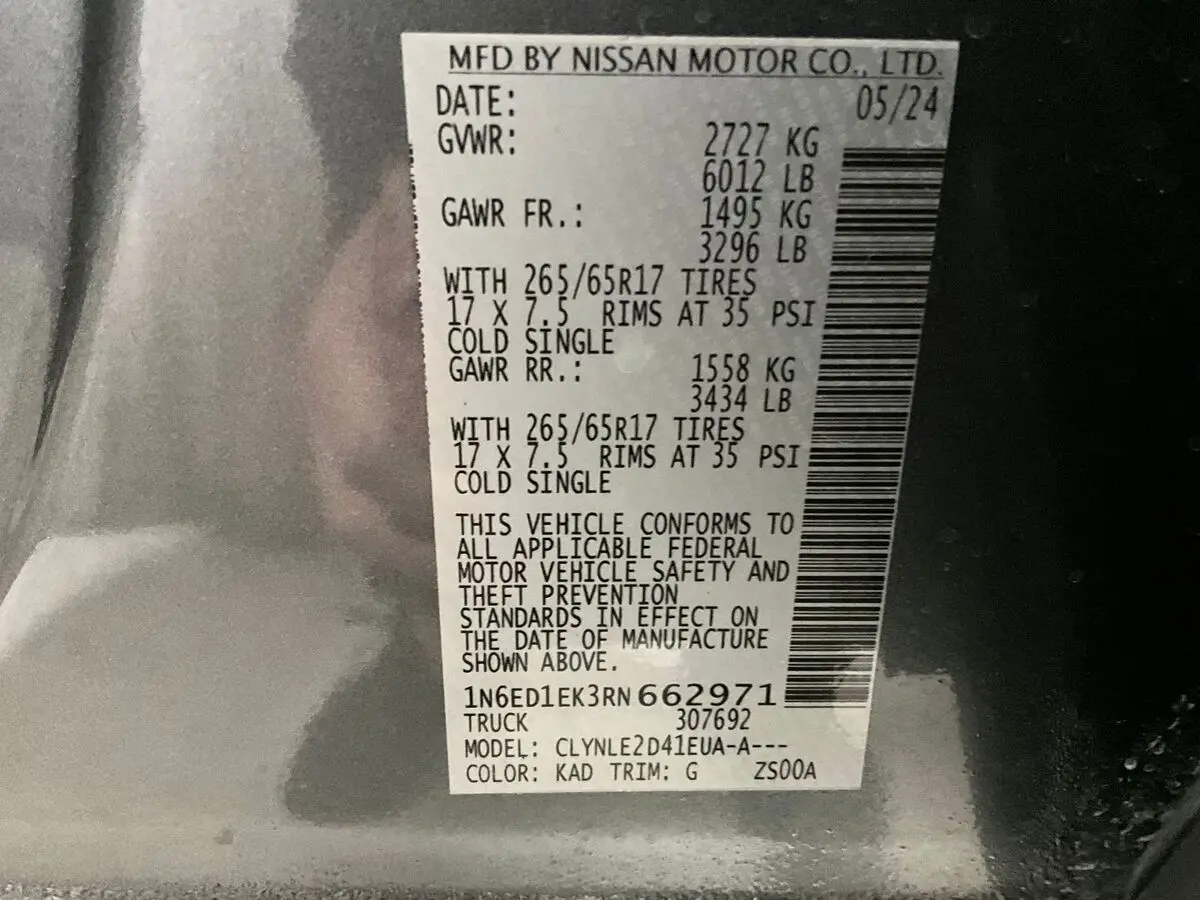 MFD BY NISSAN MOTOR CO., LTD.
DATE: 05/24
GVWR: 2727 KG
6012 LB
GAWR FR.: 1495 KG
3296 LB
WITH 265/65R17 TIRES
17 X 7.5 RIMS AT 35 PSI
COLD SINGLE
GAWR RR.: 1558 KG
3434 LB
WITH 265/65R17 TIRES
17 X 7.5 RIMS AT 35 PSI
COLD SINGLE
THIS VEHICLE CONFORMS TO
ALL APPLICABLE FEDERAL
MOTOR VEHICLE SAFETY AND
THEFT PREVENTION
STANDARDS IN EFFECT ON
THE DATE OF MANUFACTURE
SHOWN ABOVE.
1N6ED1EK3RN662971
TRUCK 307692
MODEL: CLYNLE2D41EUA-A---
COLOR: KAD TRIM: G ZS00A